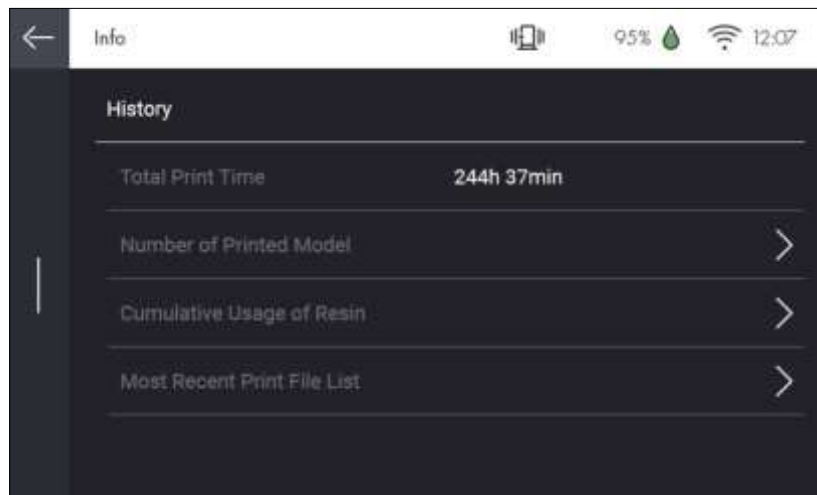 Info 95% 12:07
History
Total Print Time 244h 37min
Number of Printed Model
Cumulative Usage of Resin
Most Recent Print File List